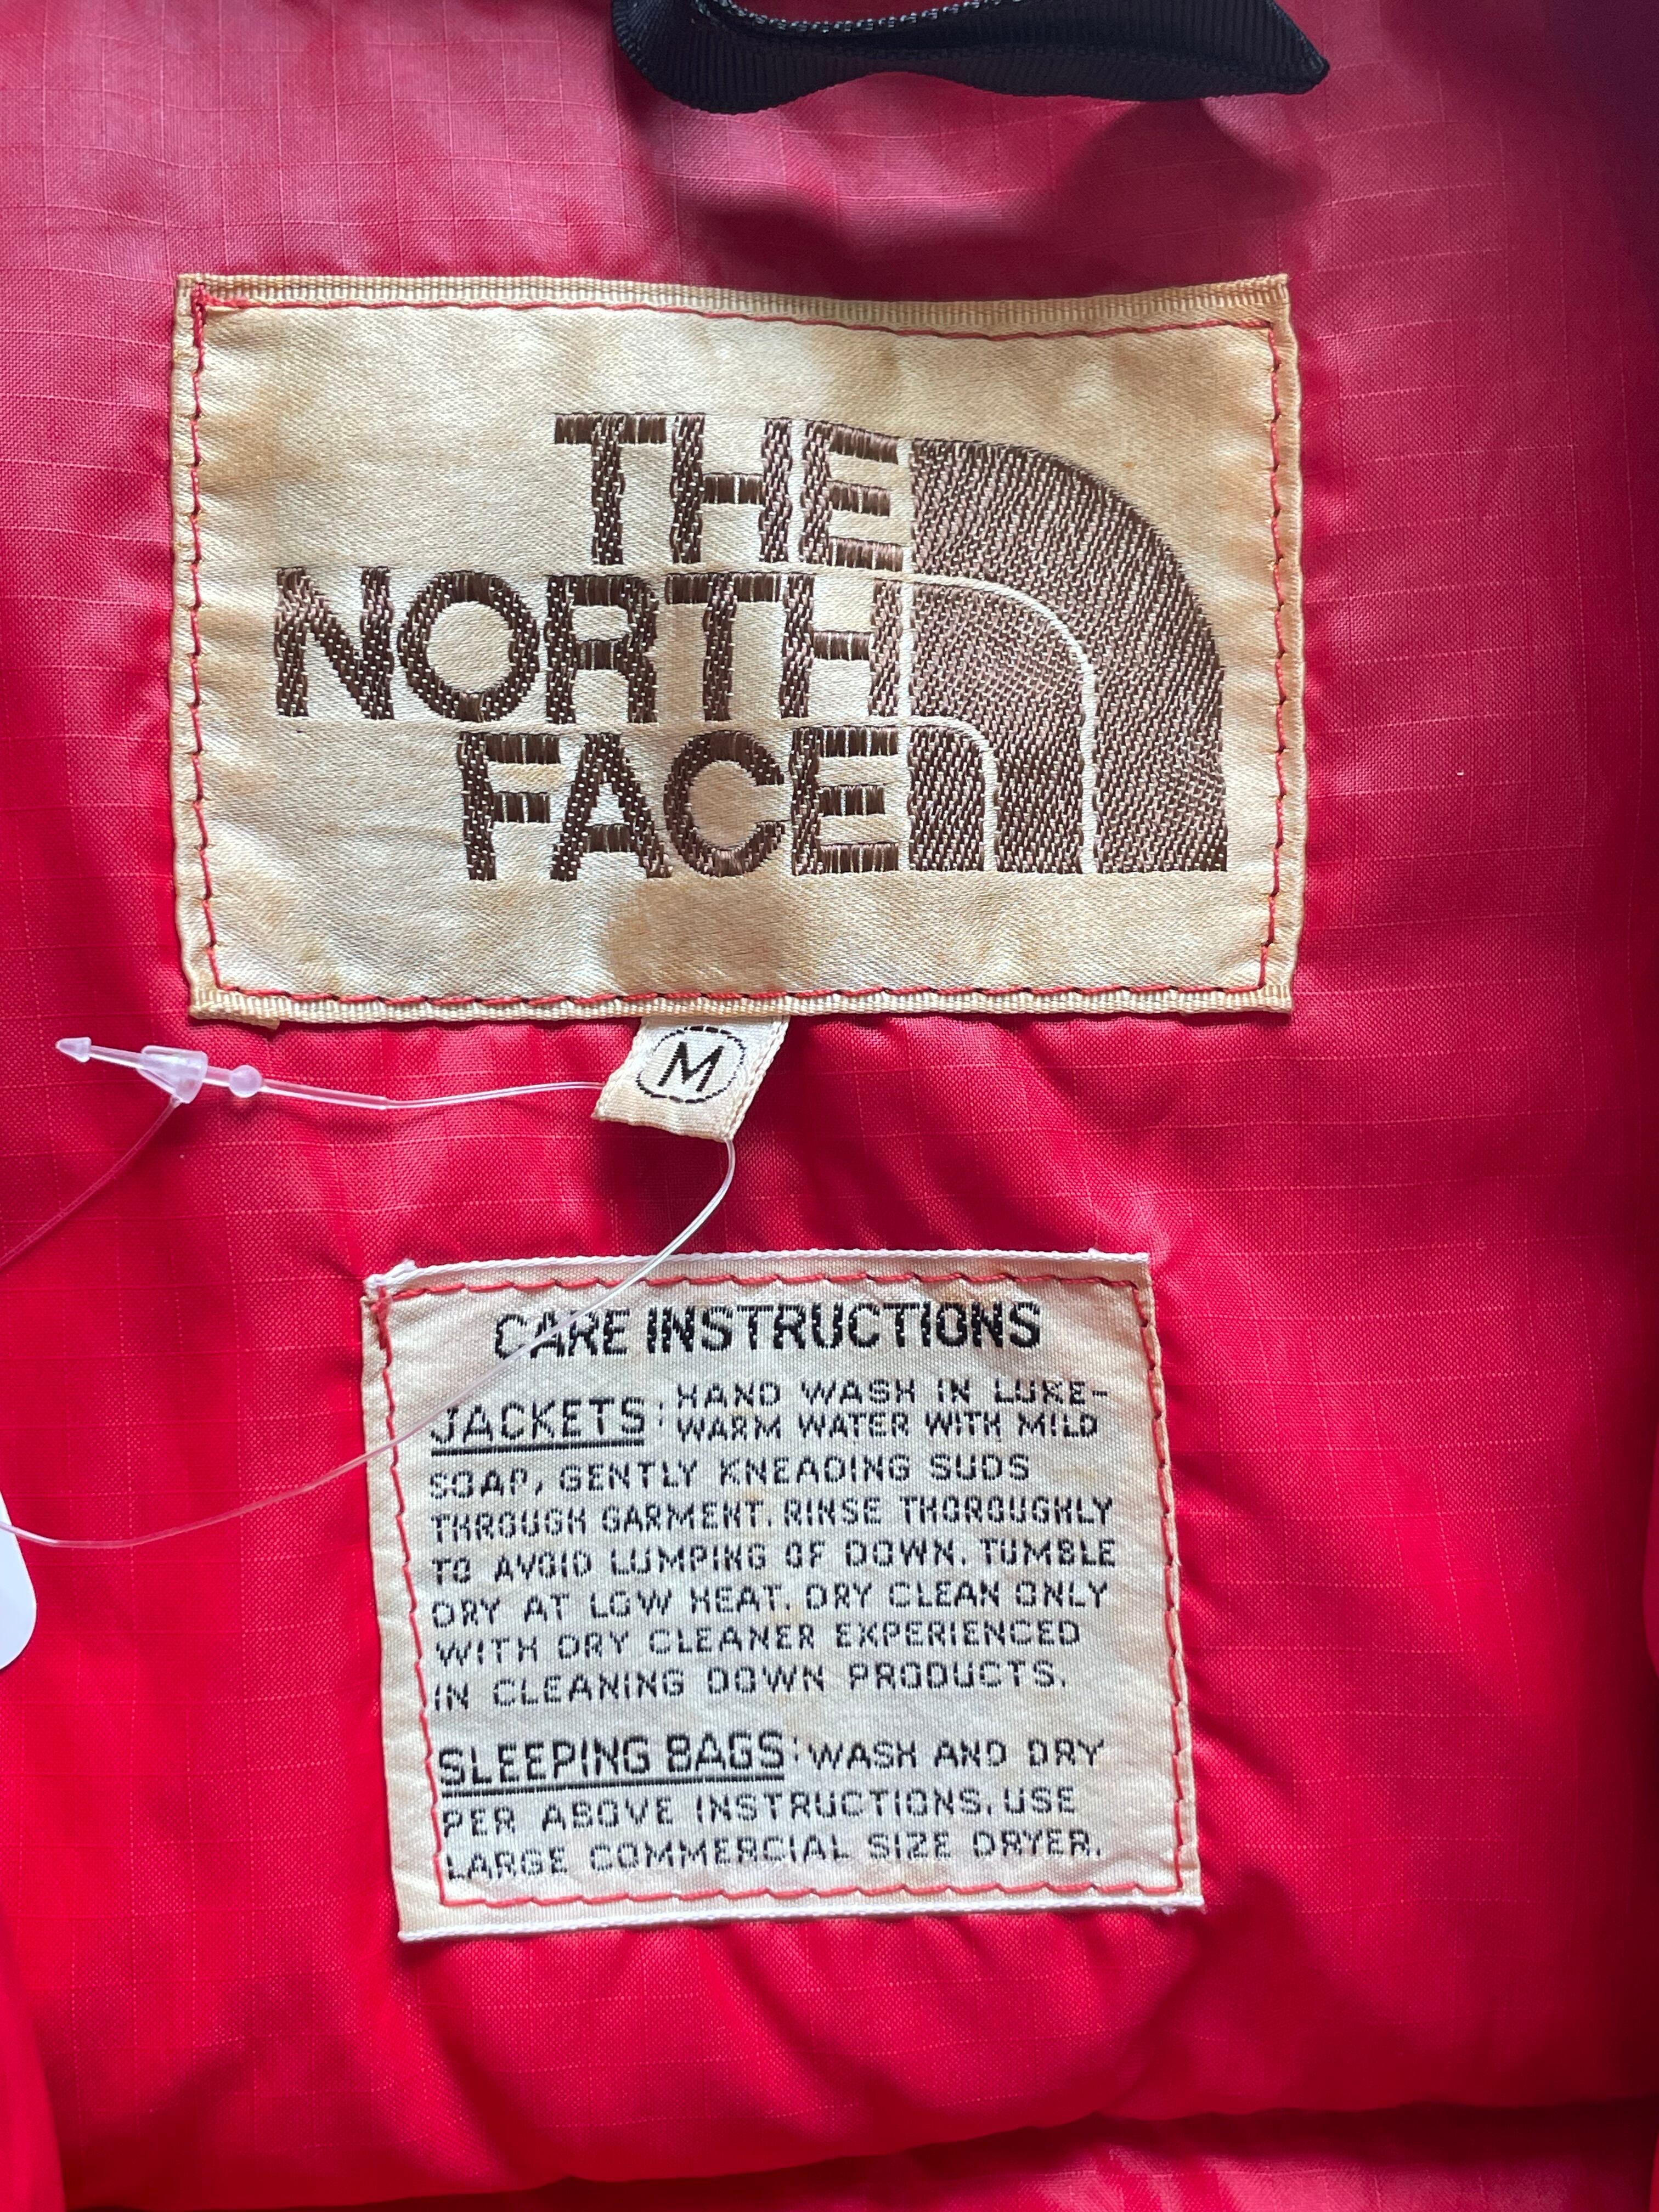 THE
NORTH
FACE
M
CARE INSTRUCTIONS
JACKETS: HAND WASH IN LUKE-
WARM WATER WITH MILD
SOAP, GENTLY KNEADING SUDS
THROUGH GARMENT. RINSE THOROUGHLY
TO AVOID LUMPING OF DOWN. TUMBLE
DRY AT LOW HEAT. DRY CLEAN ONLY
WITH DRY CLEANER EXPERIENCED
IN CLEANING DOWN PRODUCTS.
SLEEPING BAGS: WASH AND DRY
PER ABOVE INSTRUCTIONS. USE
LARGE COMMERCIAL SIZE DRYER.